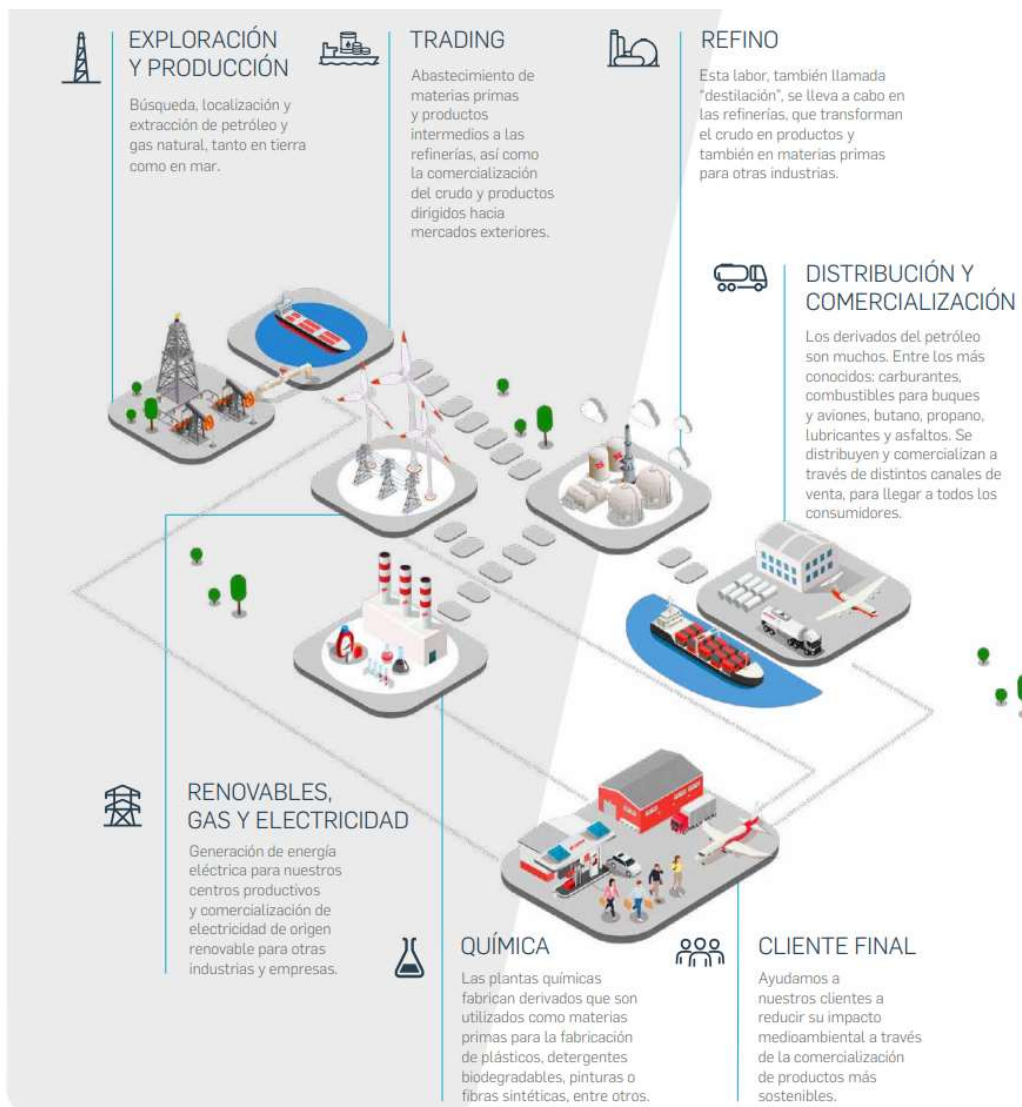 EXPLORACIÓN
Y PRODUCCIÓN
Búsqueda, localización y
extracción de petróleo y
gas natural, tanto en tierra
como en mar.
TRADING
Abastecimiento de
materias primas
y productos
intermedios a las
refinerías, así como
la comercialización
del crudo y productos
dirigidos hacia
mercados exteriores.
REFINO
Esta labor, también llamada
"destilación", se lleva a cabo en
las refinerías, que transforman
el crudo en productos y
también en materias primas
para otras industrias.
DISTRIBUCIÓN Y
COMERCIALIZACIÓN
Los derivados del petróleo
son muchos. Entre los más
conocidos: carburantes,
combustibles para buques
y aviones, butano, propano,
lubricantes y asfaltos. Se
distribuyen y comercializan a
través de distintos canales de
venta, para llegar a todos los
consumidores.
RENOVABLES,
GAS Y ELECTRICIDAD
Generación de energía
eléctrica para nuestros
centros productivos
y comercialización de
electricidad de origen
renovable para otras
industrias y empresas.
QUÍMICA
Las plantas químicas
fabrican derivados que son
utilizados como materias
primas para la fabricación
de plásticos, detergentes
biodegradables, pinturas o
fibras sintéticas, entre otros.
CLIENTE FINAL
Ayudamos a
nuestros clientes a
reducir su impacto
medioambiental a través
de la comercialización
de productos más
sostenibles.